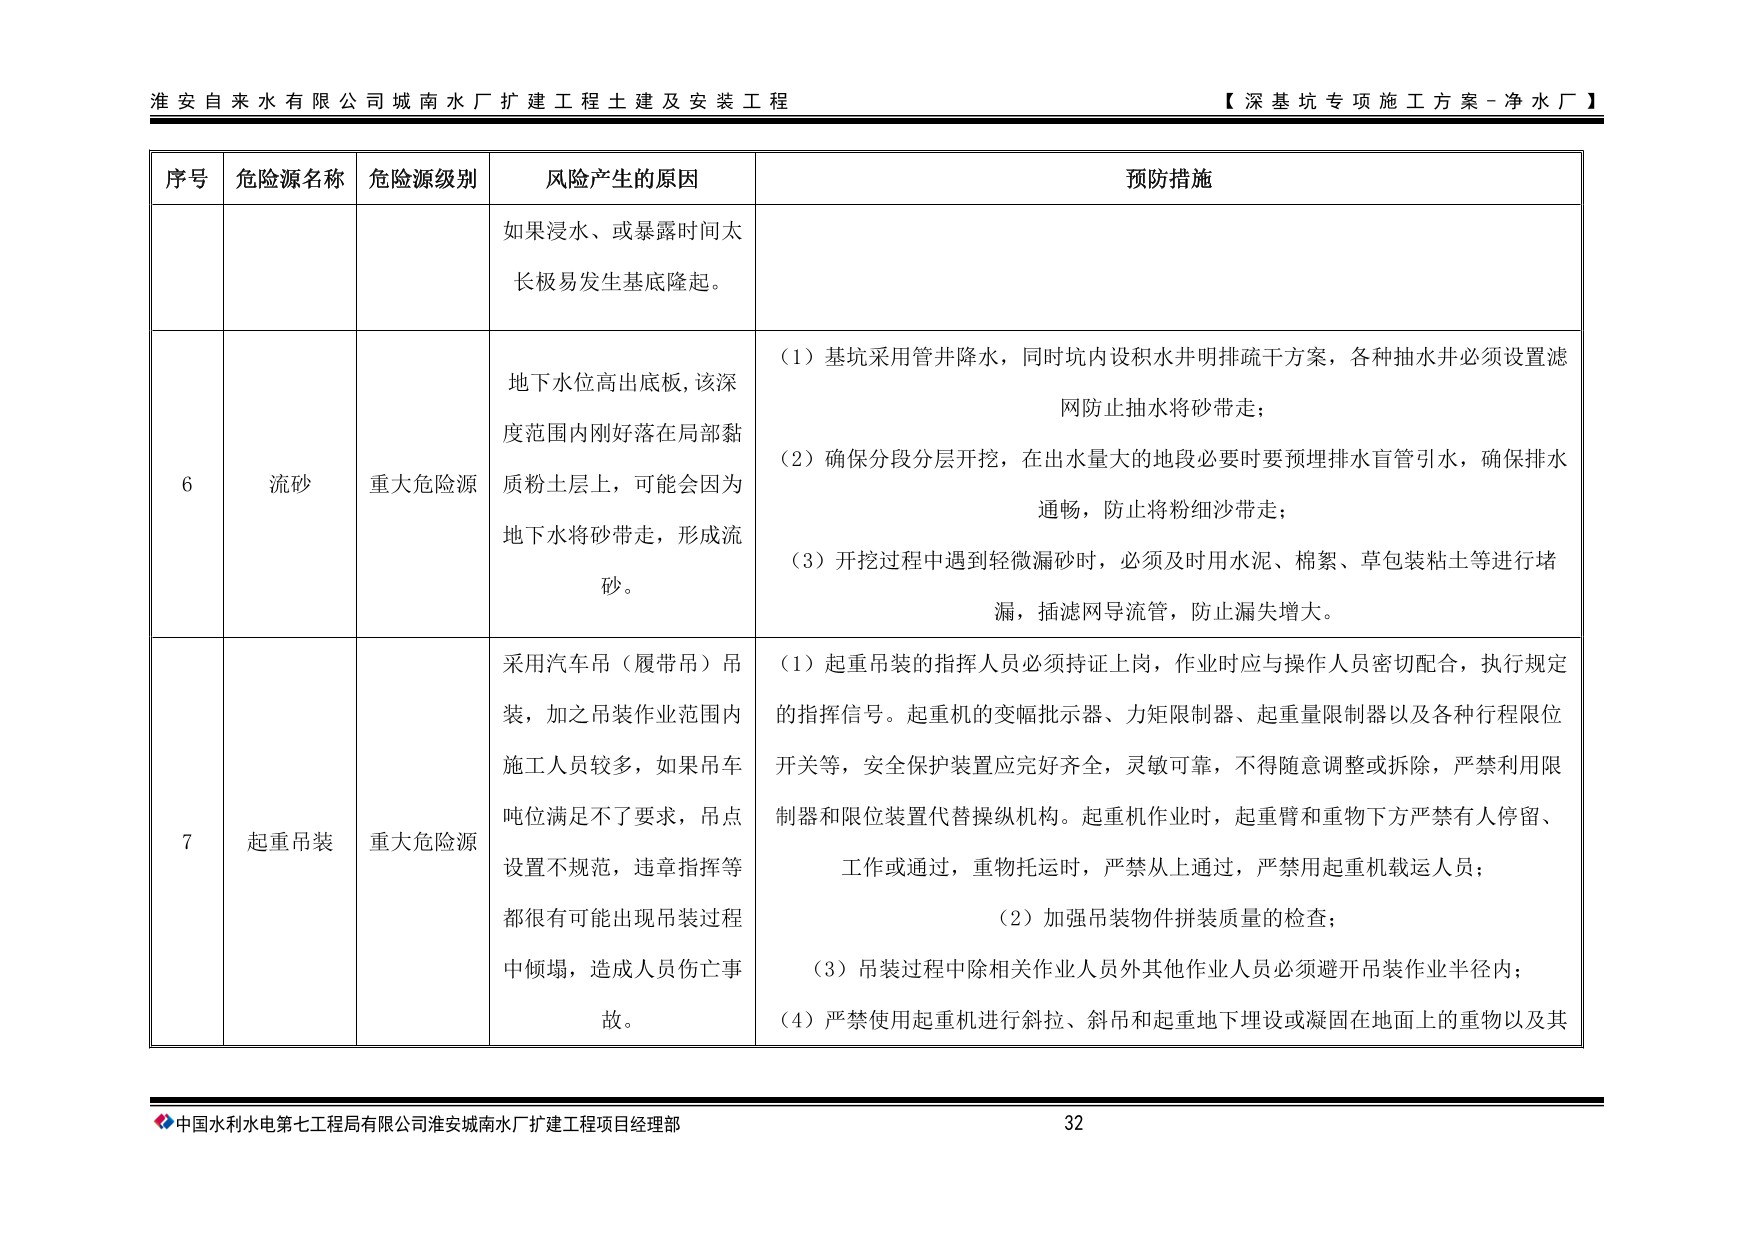 淮安自来水有限公司城南水厂扩建工程土建及安装工程
【深基坑专项施工方案-净水厂】
序号 危险源名称 危险源级别 风险产生的原因 预防措施
如果浸水、或暴露时间太
长极易发生基底隆起。
6
流砂
重大危险源
地下水位高出底板,该深
度范围内刚好落在局部黏
质粉土层上，可能会因为
地下水将砂带走，形成流
砂。
（1）基坑采用管井降水，同时坑内设积水井明排疏干方案，各种抽水井必须设置滤
网防止抽水将砂带走；
（2）确保分段分层开挖，在出水量大的地段必要时要预埋排水盲管引水，确保排水
通畅，防止将粉细沙带走；
（3）开挖过程中遇到轻微漏砂时，必须及时用水泥、棉絮、草包装粘土等进行堵
漏，插滤网导流管，防止漏失增大。
7
起重吊装
重大危险源
采用汽车吊（履带吊）吊
装，加之吊装作业范围内
施工人员较多，如果吊车
吨位满足不了要求，吊点
设置不规范，违章指挥等
都很有可能出现吊装过程
中倾塌，造成人员伤亡事
故。
（1）起重吊装的指挥人员必须持证上岗，作业时应与操作人员密切配合，执行规定
的指挥信号。起重机的变幅批示器、力矩限制器、起重量限制器以及各种行程限位
开关等，安全保护装置应完好齐全，灵敏可靠，不得随意调整或拆除，严禁利用限
制器和限位装置代替操纵机构。起重机作业时，起重臂和重物下方严禁有人停留、
工作或通过，重物托运时，严禁从上通过，严禁用起重机载运人员；
（2）加强吊装物件拼装质量的检查；
（3）吊装过程中除相关作业人员外其他作业人员必须避开吊装作业半径内；
（4）严禁使用起重机进行斜拉、斜吊和起重地下埋设或凝固在地面上的重物以及其
中国水利水电第七工程局有限公司淮安城南水厂扩建工程项目经理部
32